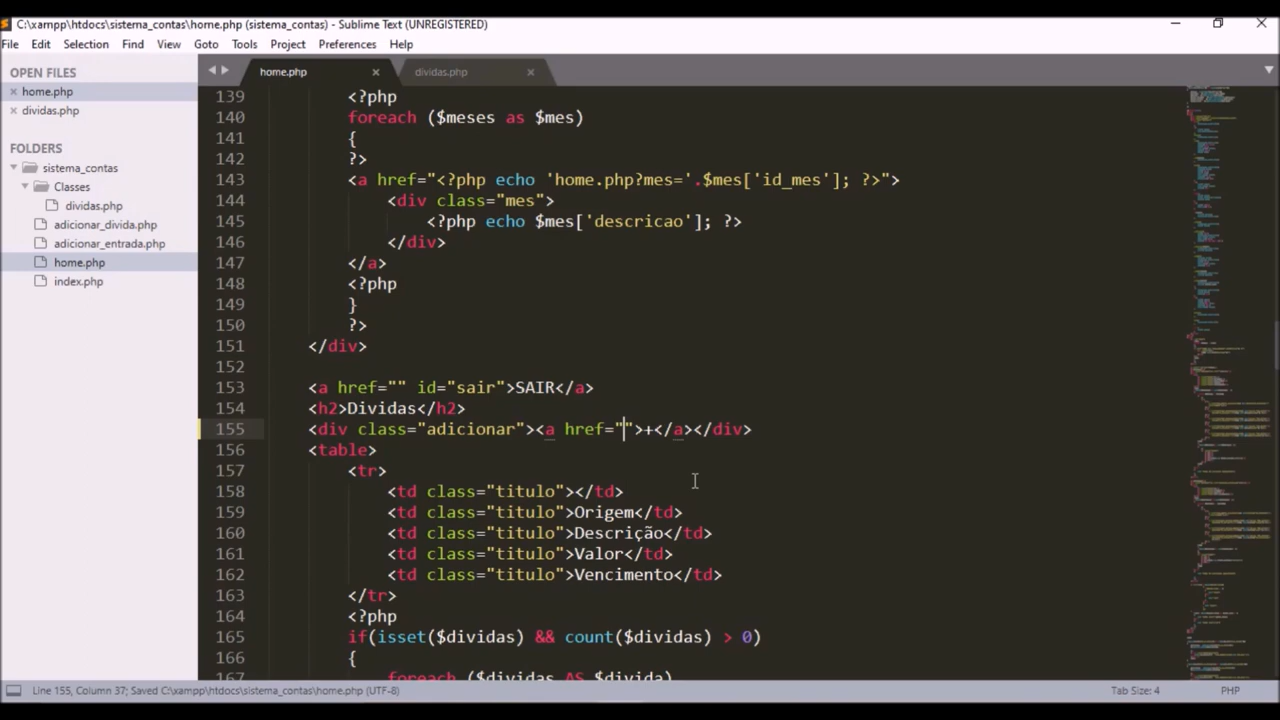 C:\xampp\htdocs\sistema_contas\home.php (sistema_contas) - Sublime Text (UNREGISTERED)
File Edit Selection Find View Goto Tools Project Preferences Help
OPEN FILES
home.php
dividas.php
FOLDERS
sistema_contas
Classes
dividas.php
adicionar_divida.php
adicionar_entrada.php
home.php
index.php
home.php dividas.php
139 <?php
140 foreach ($meses as $mes)
141 {
142 ?>
143 <a href="<?php echo 'home.php?mes='.$mes['id_mes']; ?>">
144 <div class="mes">
145 <?php echo $mes['descricao']; ?>
146 </div>
147 </a>
148 <?php
149 }
150 ?>
151 </div>
152
153 <a href="" id="sair">SAIR</a>
154 <h2>Dividas</h2>
155 <div class="adicionar"><a href="">+</a></div>
156 <table>
157 <tr>
158 <td class="titulo"></td>
159 <td class="titulo">Origem</td>
160 <td class="titulo">Descrição</td>
161 <td class="titulo">Valor</td>
162 <td class="titulo">Vencimento</td>
163 </tr>
164 <?php
165 if(isset($dividas) && count($dividas) > 0)
166 {
167 foreach ($dividas AS $divida)
Line 155, Column 37; Saved C:\xampp\htdocs\sistema_contas\home.php (UTF-8) Tab Size: 4 PHP